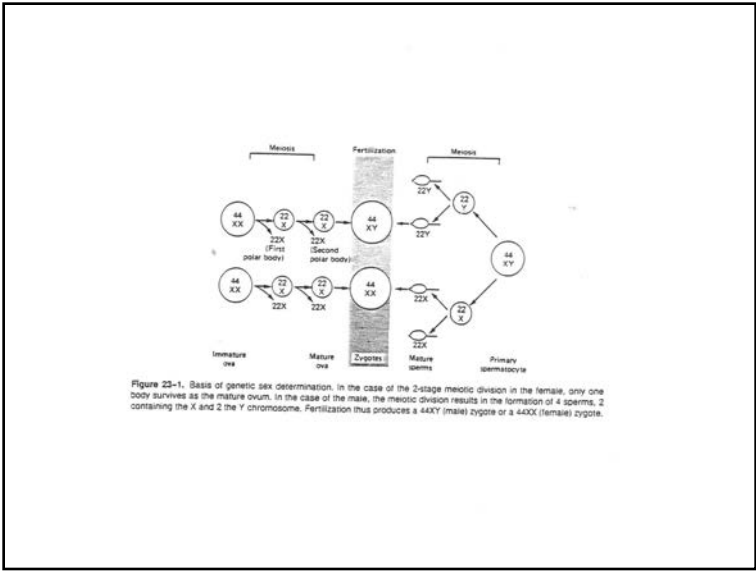 Meiosis
Fertilization
Meiosis
22Y
22
Y
44
XX
22
X
22
X
44
XY
22Y
22X
(First
polar body)
22X
(Second
polar body)
44
XY
44
XX
22
X
22
X
44
XX
22X
22
X
22X
22X
22X
Immature
ova
Mature
ova
Zygotes
Mature
sperms
Primary
spermatocyte
Figure 23–1. Basis of genetic sex determination. In the case of the 2-stage meiotic division in the female, only one
body survives as the mature ovum. In the case of the male, the meiotic division results in the formation of 4 sperms, 2
containing the X and 2 the Y chromosome. Fertilization thus produces a 44XY (male) zygote or a 44XX (female) zygote.